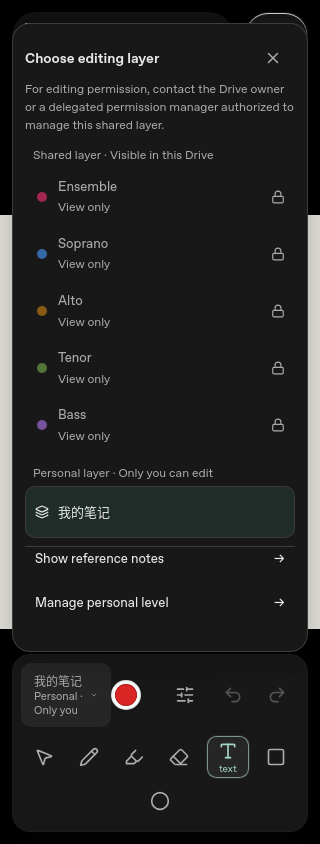 Choose editing layer
For editing permission, contact the Drive owner
or a delegated permission manager authorized to
manage this shared layer.
Shared layer · Visible in this Drive
Ensemble
View only
Soprano
View only
Alto
View only
Tenor
View only
Bass
View only
Personal layer · Only you can edit
我的笔记
Show reference notes
Manage personal level
我的笔记
Personal ·
Only you
text